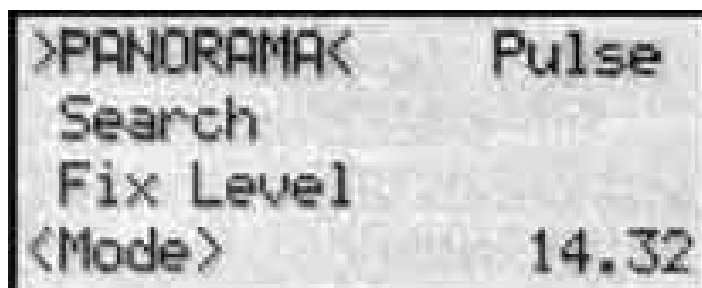 >PANORAMA< Pulse
Search
Fix Level
<Mode> 14.32